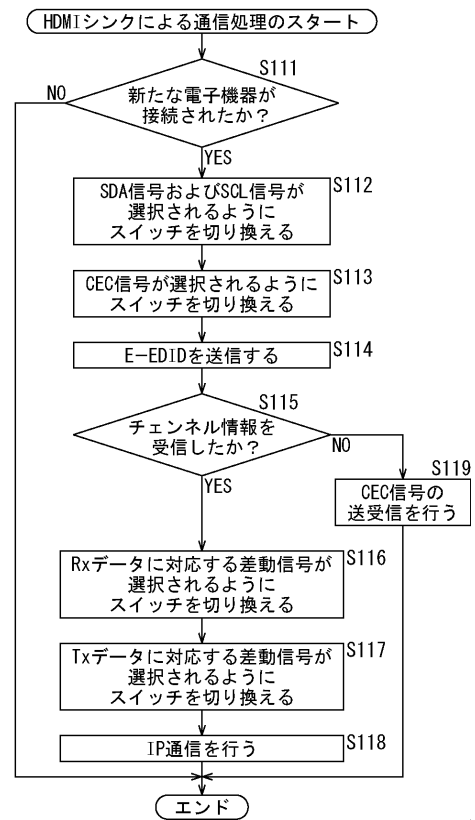 HDMIシンクによる通信処理のスタート
S111
新たな電子機器が
接続されたか？
NO
YES
S112
SDA信号およびSCL信号が
選択されるように
スイッチを切り換える
S113
CEC信号が選択されるように
スイッチを切り換える
S114
E－EDIDを送信する
S115
チェンネル情報を
受信したか？
NO
YES
S119
CEC信号の
送受信を行う
S116
Rxデータに対応する差動信号が
選択されるように
スイッチを切り換える
S117
Txデータに対応する差動信号が
選択されるように
スイッチを切り換える
S118
IP通信を行う
エンド